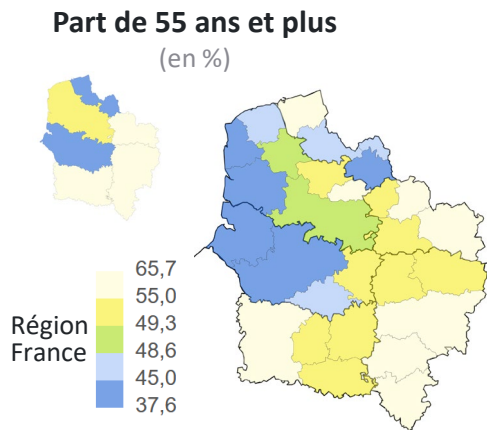 Part de 55 ans et plus
(en %)
65,7
55,0
49,3
Région
48,6
France
45,0
37,6